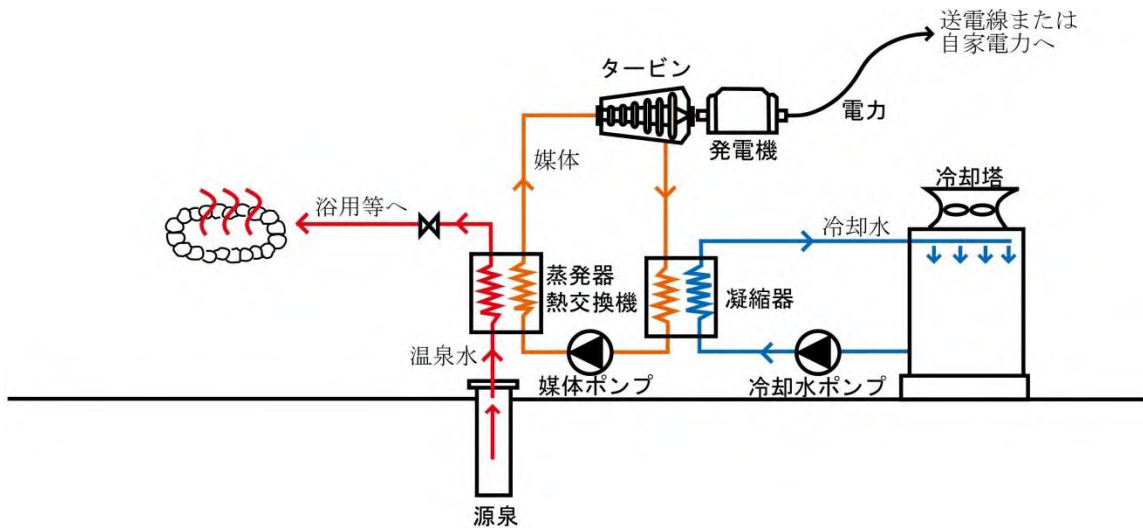 送電線または
自家電力へ
タービン
電力
発電機
媒体
冷却塔
浴用等へ
冷却水
蒸発器
熱交換機
凝縮器
温泉水
媒体ポンプ
冷却水ポンプ
源泉